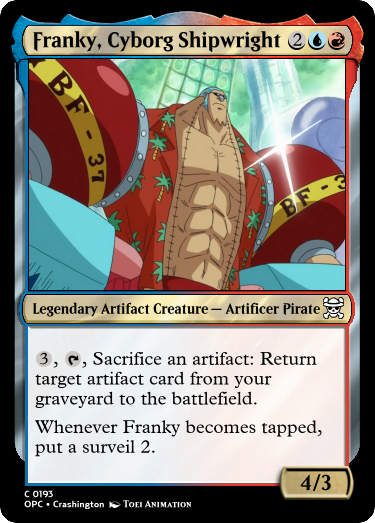 Franky, Cyborg Shipwright 2
BF-37
BF-3
Legendary Artifact Creature — Artificer Pirate
3, , Sacrifice an artifact: Return
target artifact card from your
graveyard to the battlefield.
Whenever Franky becomes tapped,
put a surveil 2.
4/3
C 0193
OPC • Crashington TOEI ANIMATION